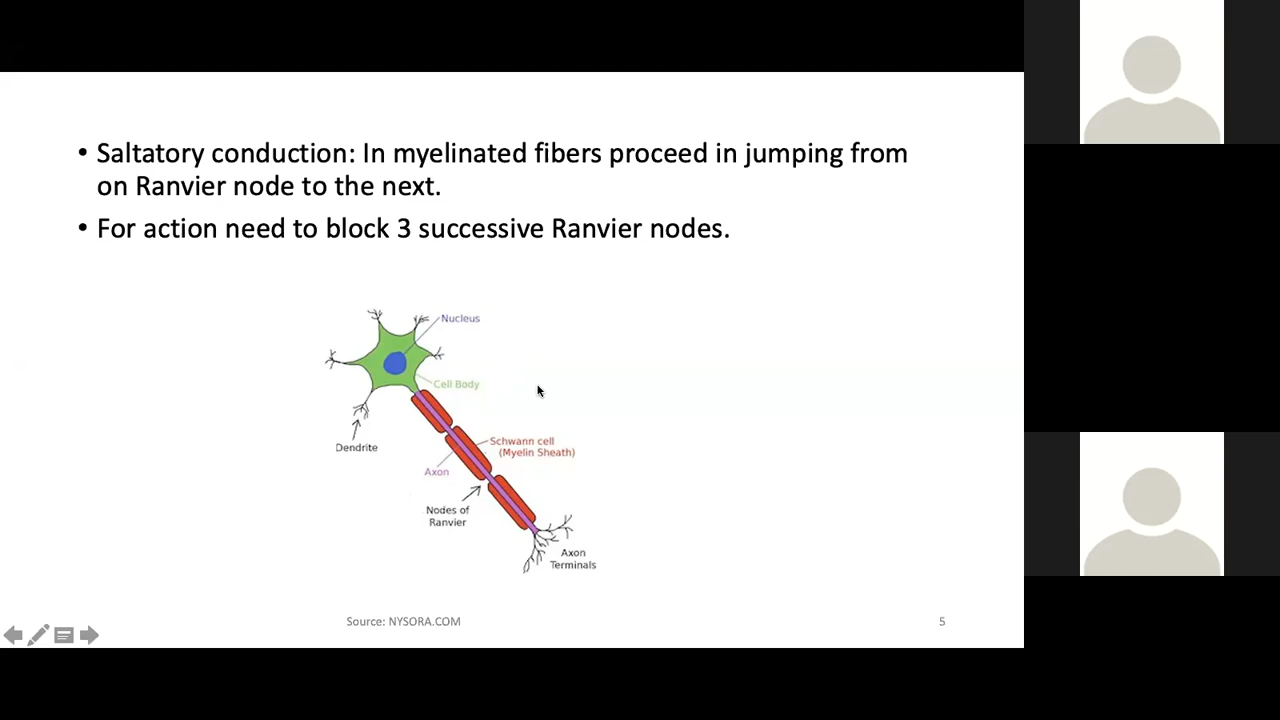 • Saltatory conduction: In myelinated fibers proceed in jumping from
on Ranvier node to the next.
• For action need to block 3 successive Ranvier nodes.
Nucleus
Cell Body
Dendrite
Schwann cell
(Myelin Sheath)
Axon
Nodes of
Ranvier
Axon
Terminals
Source: NYSORA.COM
5